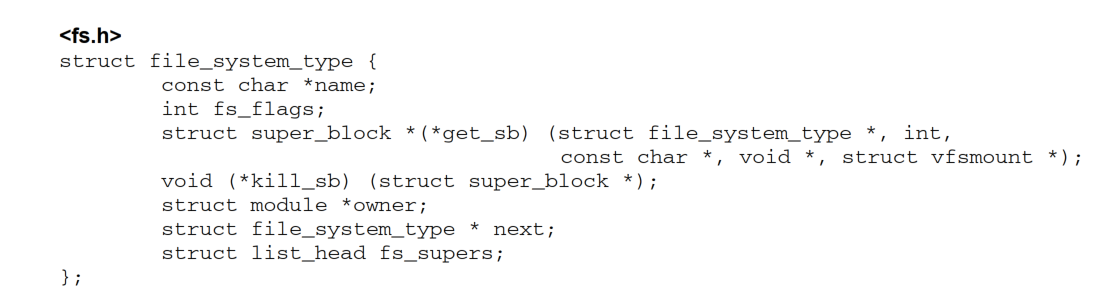 <fs.h>
struct file_system_type {
const char *name;
int fs_flags;
struct super_block *(*get_sb) (struct file_system_type *, int,
const char *, void *, struct vfsmount *);
void (*kill_sb) (struct super_block *);
struct module *owner;
struct file_system_type * next;
struct list_head fs_supers;
};